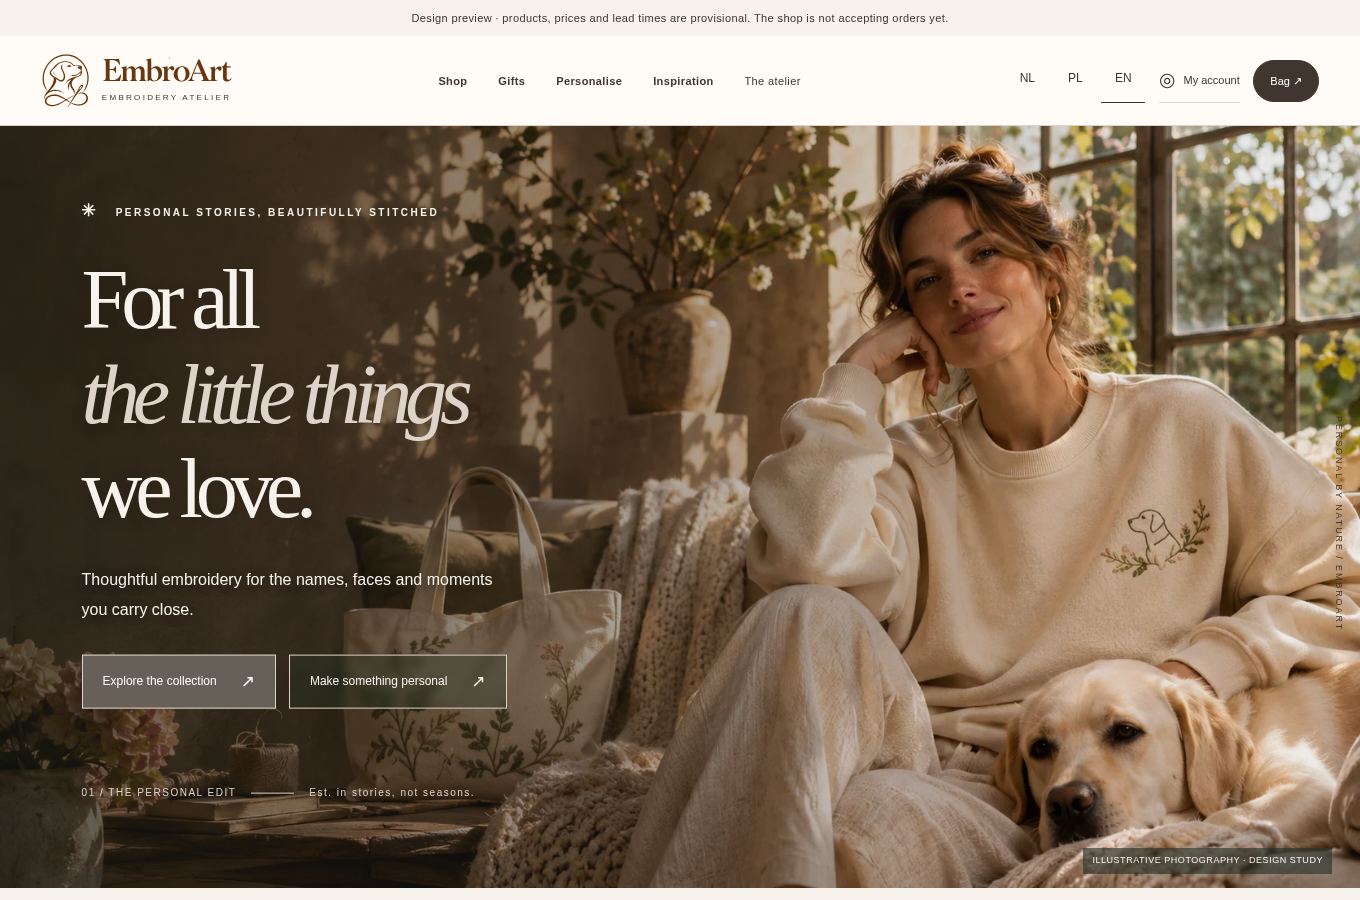 Design preview · products, prices and lead times are provisional. The shop is not accepting orders yet.
EmbroArt
EMBROIDERY ATELIER
Shop
Gifts
Personalise
Inspiration
The atelier
NL
PL
EN
My account
Bag ↗
PERSONAL STORIES, BEAUTIFULLY STITCHED
For all
the little things
we love.
Thoughtful embroidery for the names, faces and moments
you carry close.
Explore the collection ↗
Make something personal ↗
01 / THE PERSONAL EDIT
Est. in stories, not seasons.
PERSONAL BY NATURE / EMBROART
ILLUSTRATIVE PHOTOGRAPHY · DESIGN STUDY